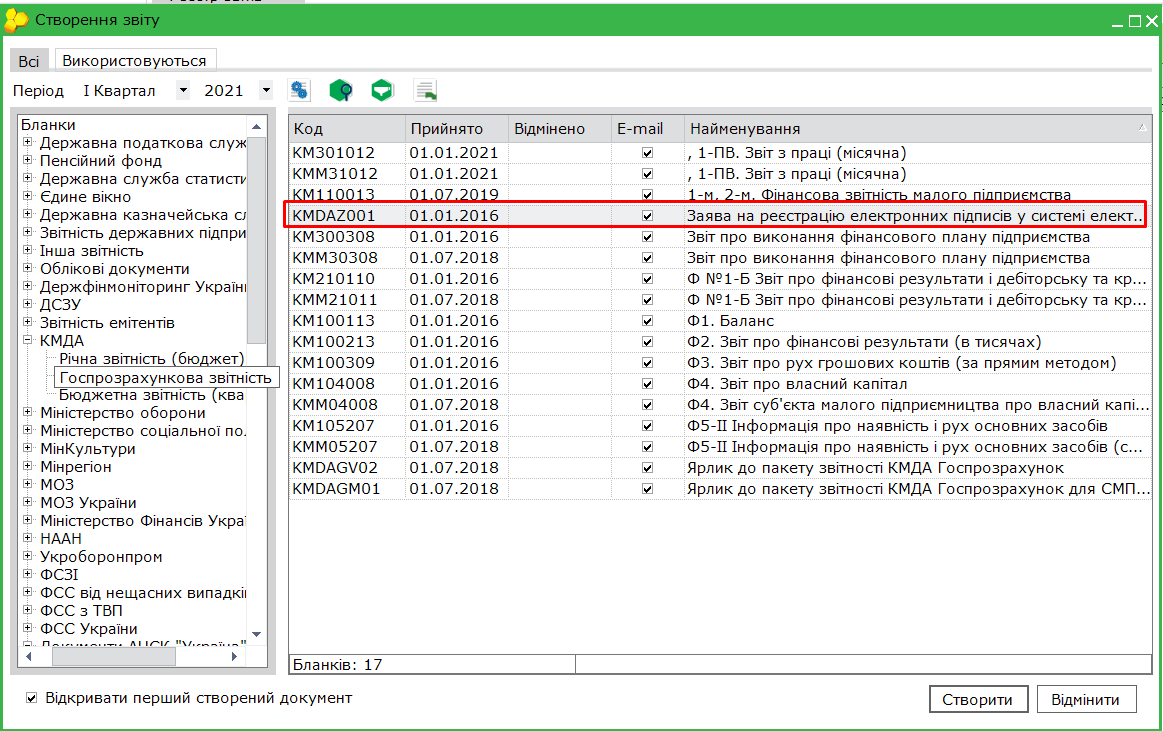 Створення звіту
Всі Використовуються
Період I Квартал 2021
Бланки
Державна податкова служ
Пенсійний фонд
Державна служба статисти
Єдине вікно
Державна казначейська сл
Звітність державних підпри
Інша звітність
Облікові документи
Держфінмоніторинг Україн
ДСЗУ
Звітність емітентів
КМДА
Річна звітність (бюджет)
Госпрозрахункова звітність
Бюджетна звітність (ква
Міністерство оборони
Міністерство соціальної по.
МінКультури
Мінрегіон
МОЗ
МОЗ України
Міністерство Фінансів Укра
НААН
Укроборонпром
ФСЗІ
ФСС від нещасних випадкі
ФСС з ТВП
ФСС України
Документи АЦСК "Україна"
Код Прийнято Відмінено E-mail Найменування
KM301012 01.01.2021 , 1-ПВ. Звіт з праці (місячна)
KMM31012 01.01.2021 , 1-ПВ. Звіт з праці (місячна)
KM110013 01.07.2019 1-м, 2-м. Фінансова звітність малого підприємства
KMDAZ001 01.01.2016 Заява на реєстрацію електронних підписів у системі елект...
KM300308 01.01.2016 Звіт про виконання фінансового плану підприємства
KMM30308 01.07.2018 Звіт про виконання фінансового плану підприємства
KM210110 01.01.2016 Ф №1-Б Звіт про фінансові результати і дебіторську та кр...
KMM21011 01.07.2018 Ф №1-Б Звіт про фінансові результати і дебіторську та кр...
KM100113 01.01.2016 Ф1. Баланс
KM100213 01.01.2016 Ф2. Звіт про фінансові результати (в тисячах)
KM100309 01.01.2016 Ф3. Звіт про рух грошових коштів (за прямим методом)
KM104008 01.01.2016 Ф4. Звіт про власний капітал
KMM04008 01.07.2018 Ф4. Звіт суб'єкта малого підприємництва про власний капі...
KM105207 01.01.2016 Ф5-II Інформація про наявність і рух основних засобів
KMM05207 01.07.2018 Ф5-II Інформація про наявність і рух основних засобів (с...
KMDAGV02 01.07.2018 Ярлик до пакету звітності КМДА Госпрозрахунок
KMDAGM01 01.07.2018 Ярлик до пакету звітності КМДА Госпрозрахунок для СМП...
Бланків: 17
Відкривати перший створений документ
Створити Відмінити